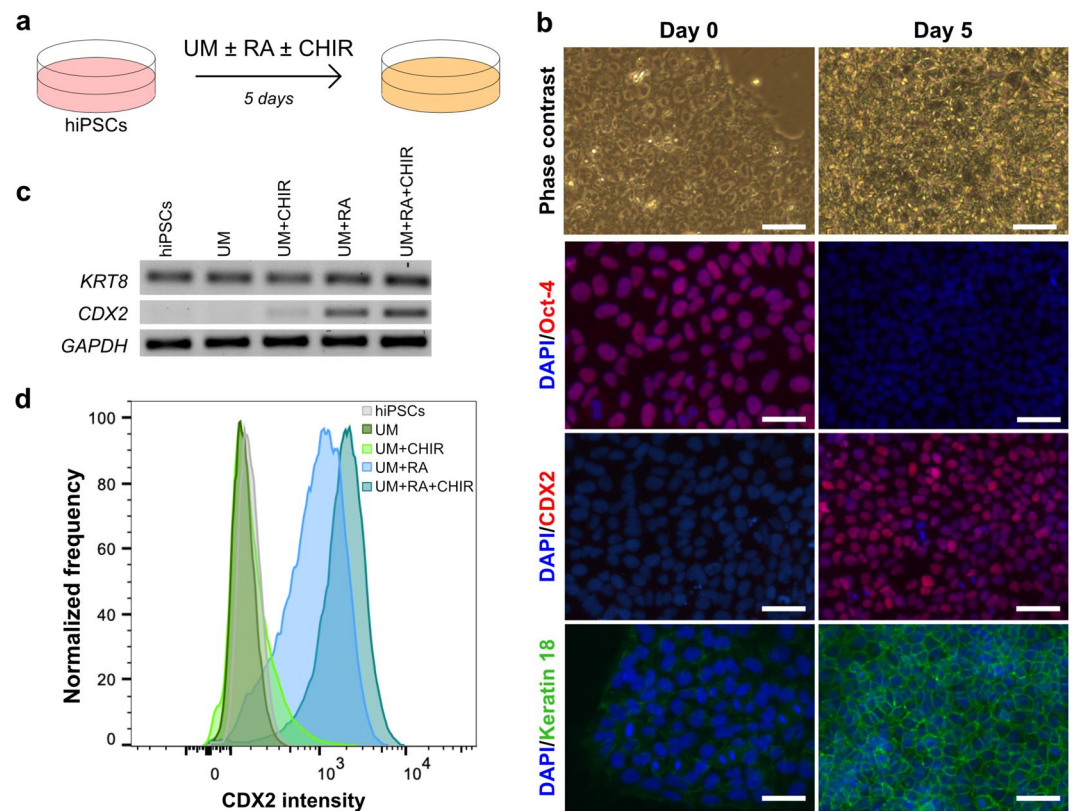 a
UM ± RA ± CHIR
5 days
hiPSCs
b
Day 0
Day 5
Phase contrast
DAPI/Oct-4
DAPI/CDX2
DAPI/Keratin 18
c
hiPSCs
UM
UM+CHIR
UM+RA
UM+RA+CHIR
KRT8
CDX2
GAPDH
d
Normalized frequency
100
80
60
40
20
0
hiPSCs
UM
UM+CHIR
UM+RA
UM+RA+CHIR
0
10³
10⁴
CDX2 intensity